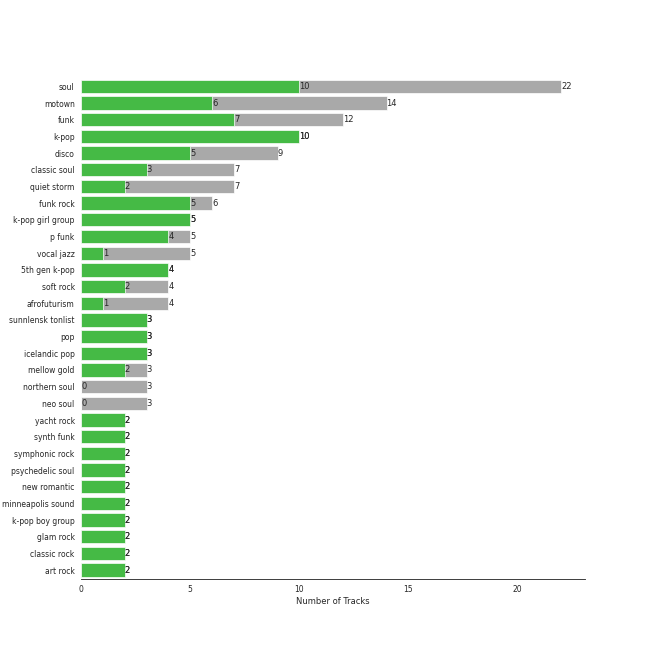 soul 10 22
motown 6 14
funk 7 12
k-pop 10
disco 5 9
classic soul 3 7
quiet storm 2 7
funk rock 5 6
k-pop girl group 5
p funk 4 5
vocal jazz 1 5
5th gen k-pop 4
soft rock 2 4
afrofuturism 1 4
sunnlensk tonlist 3
pop 3
icelandic pop 3
mellow gold 2 3
northern soul 0 3
neo soul 0 3
yacht rock 2
synth funk 2
symphonic rock 2
psychedelic soul 2
new romantic 2
minneapolis sound 2
k-pop boy group 2
glam rock 2
classic rock 2
art rock 2
0 5 10 15 20
Number of Tracks